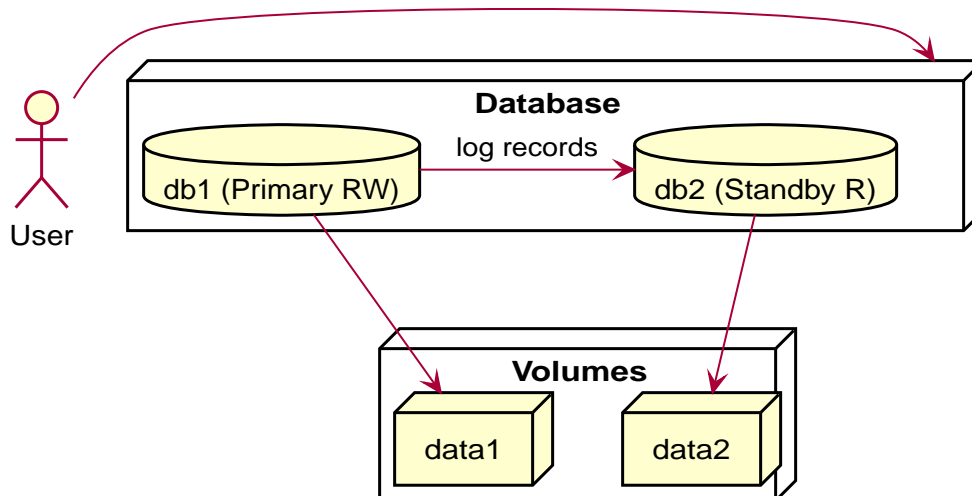 Database
log records
db1 (Primary RW)
db2 (Standby R)
User
Volumes
data1
data2